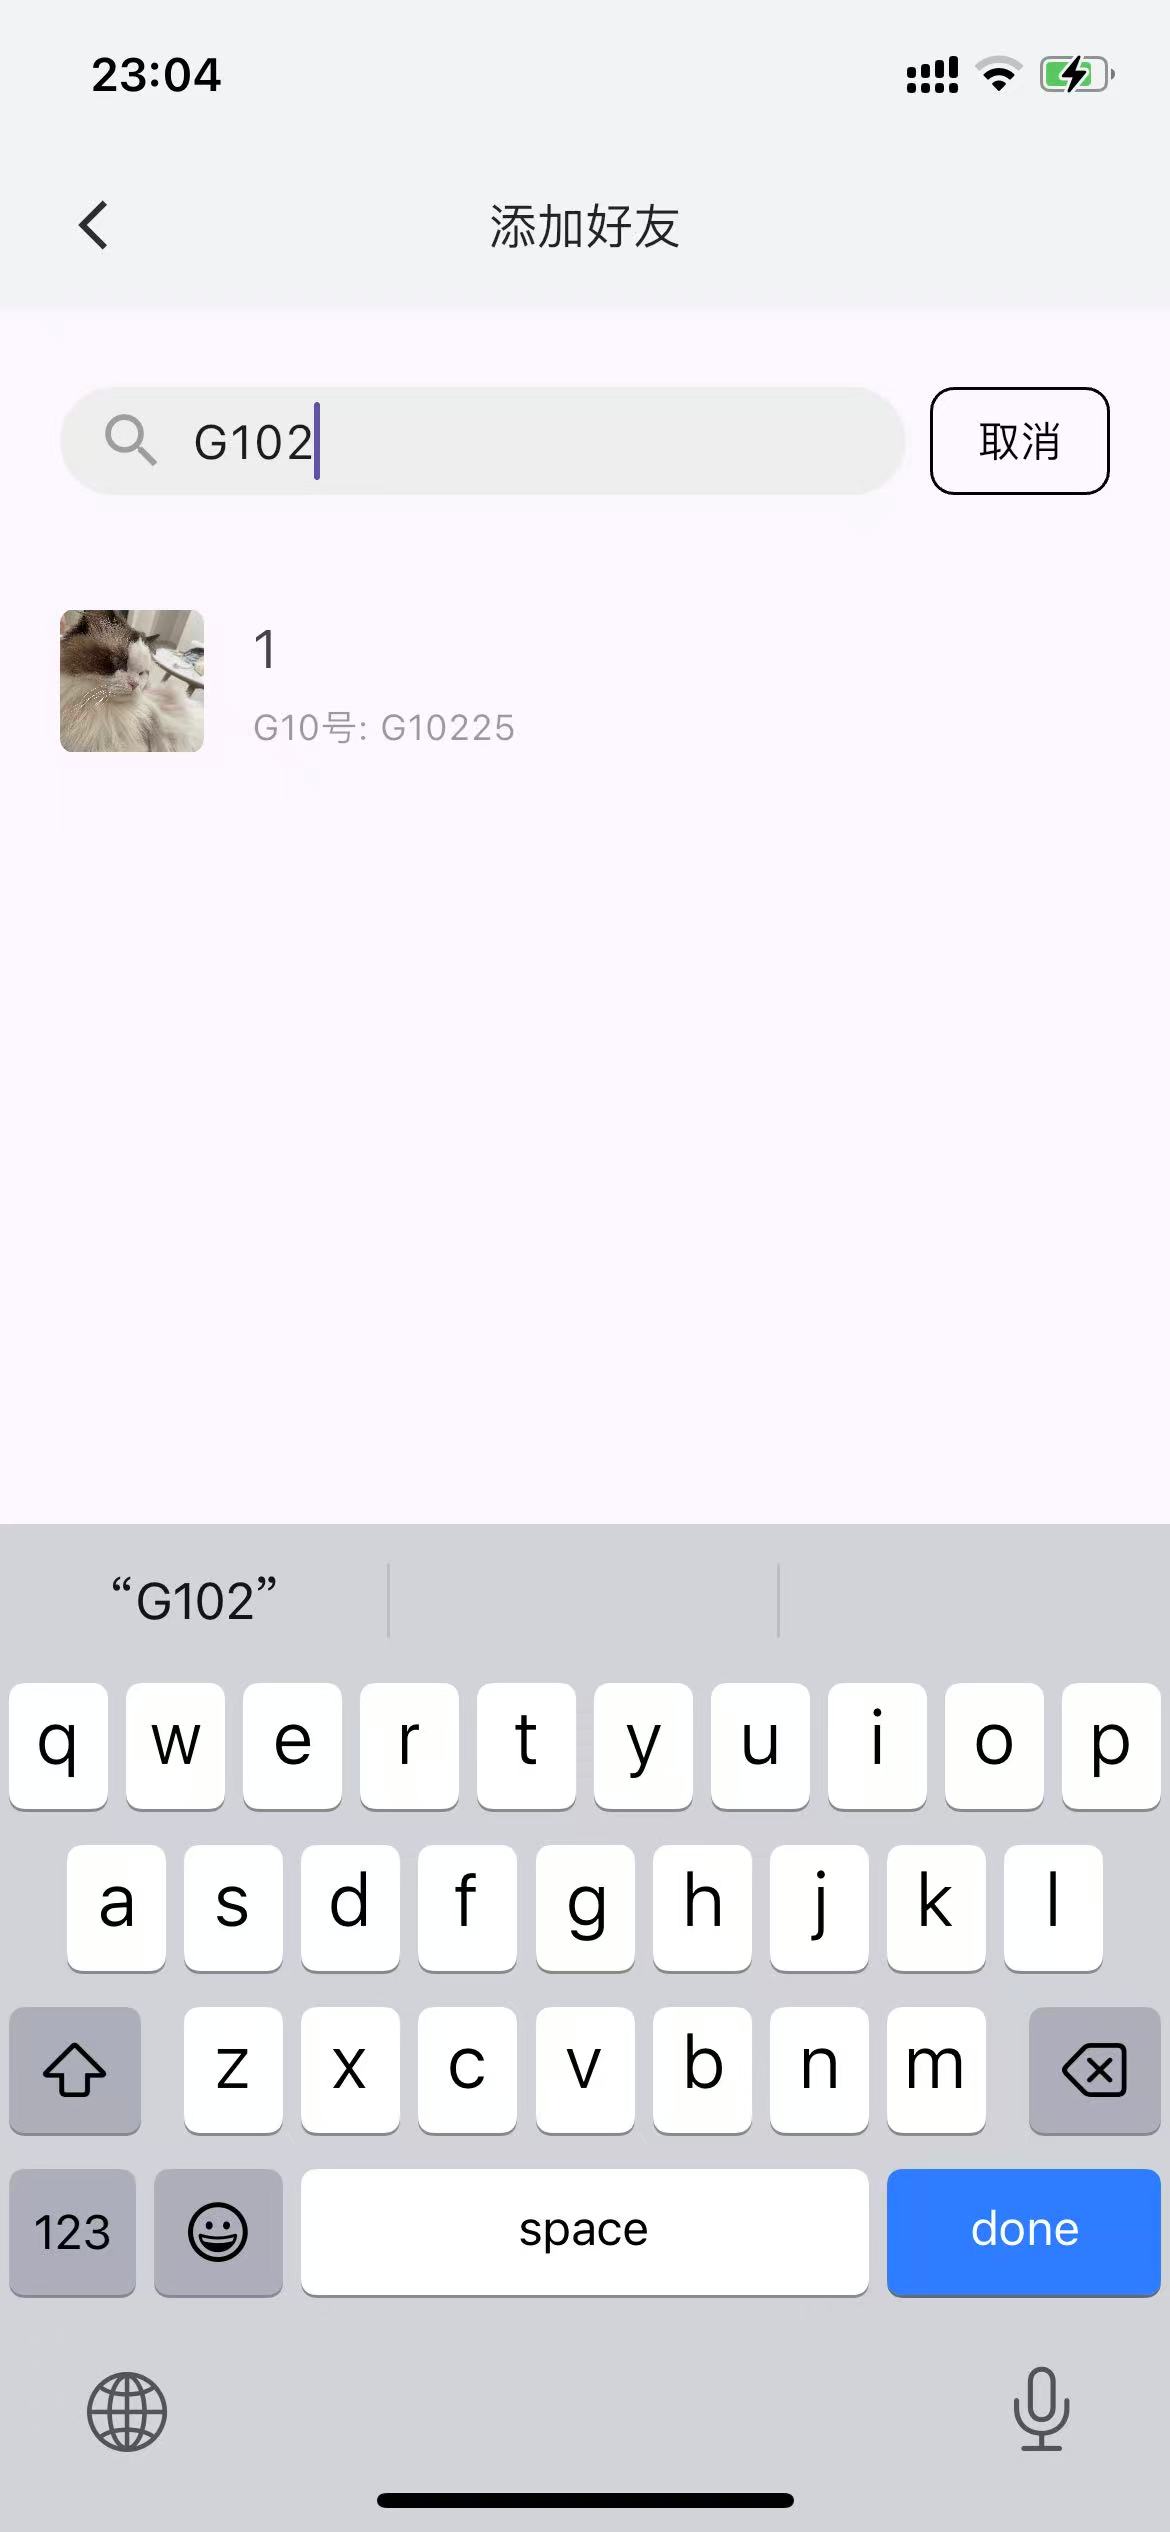 23:04
添加好友
G102
取消
1
G10号: G10225
“G102”
q w e r t y u i o p
a s d f g h j k l
z x c v b n m
123 space done